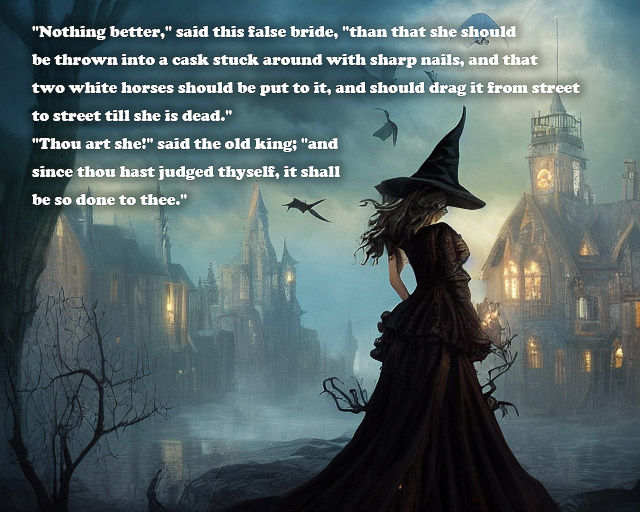 "Nothing better," said this false bride, "than that she should
be thrown into a cask stuck around with sharp nails, and that
two white horses should be put to it, and should drag it from street
to street till she is dead."
"Thou art she!" said the old king; "and
since thou hast judged thyself, it shall
be so done to thee."